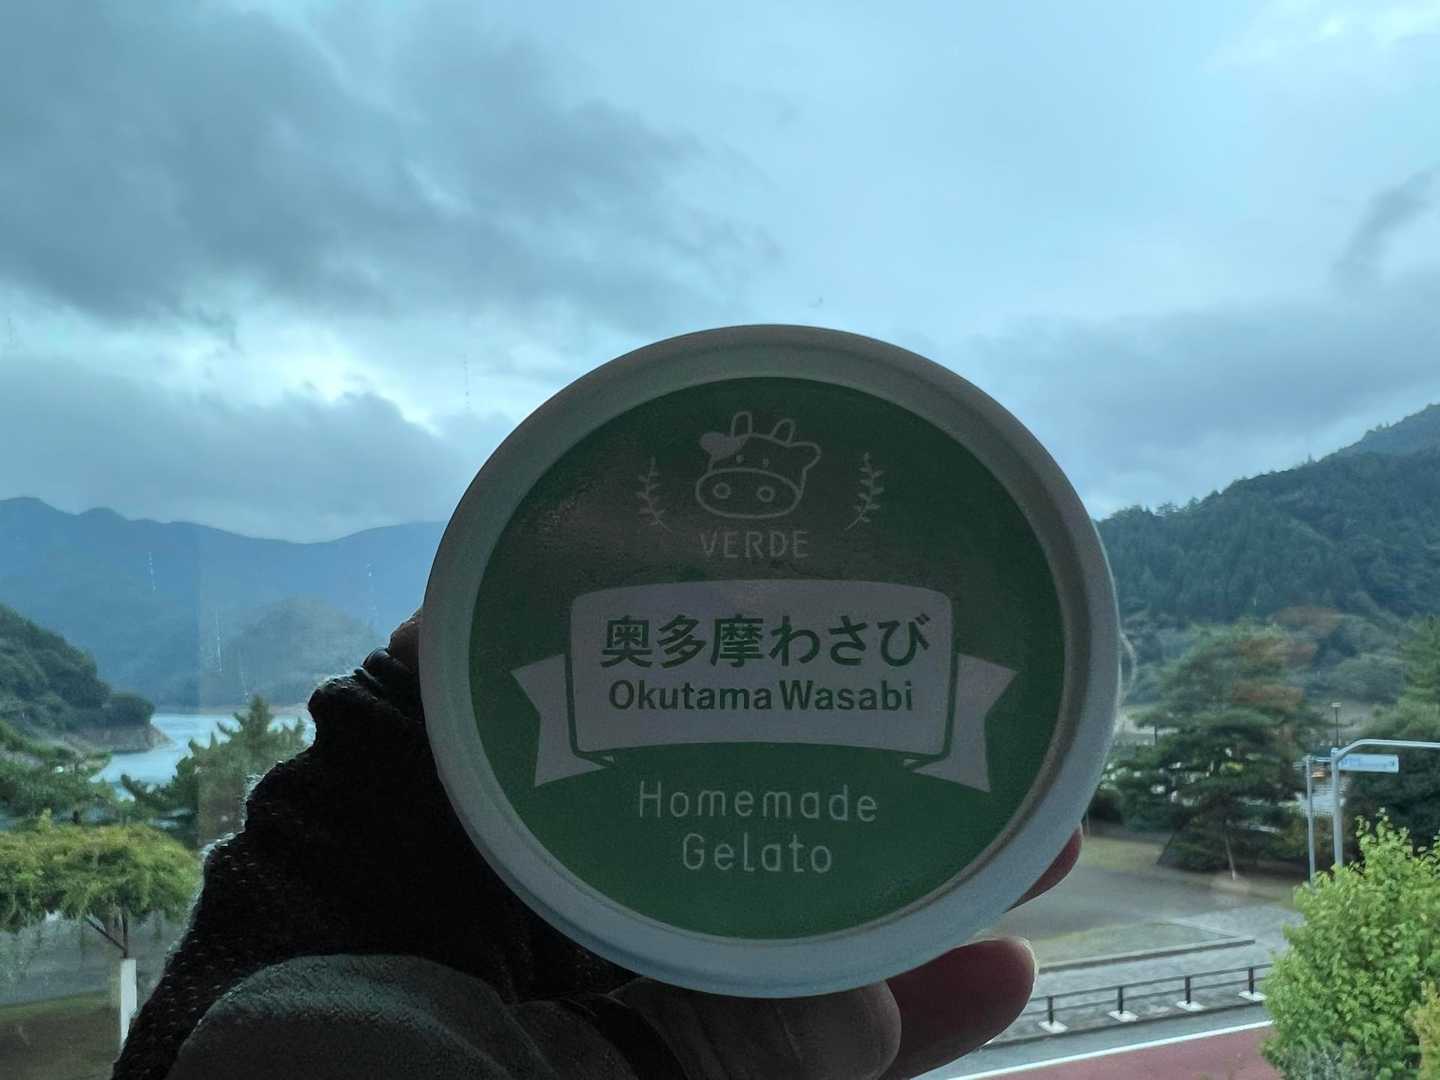 VERDE
奥多摩わさび
Okutama Wasabi
Homemade
Gelato